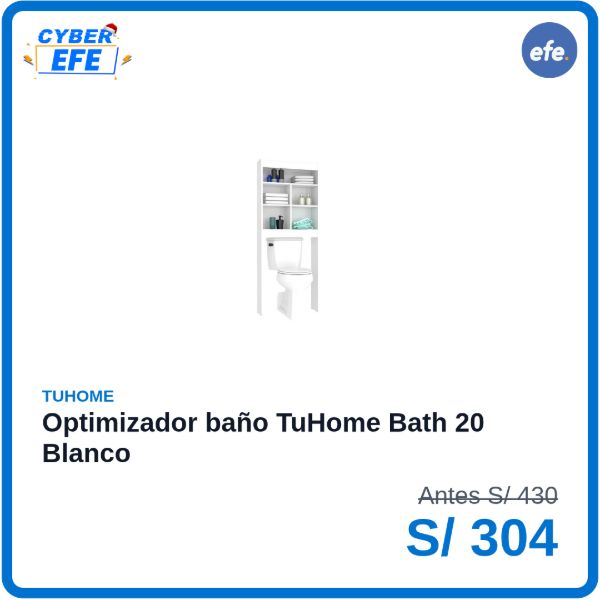 CYBER
EFE
efe.
TUHOME
Optimizador baño TuHome Bath 20
Blanco
Antes S/ 430
S/ 304